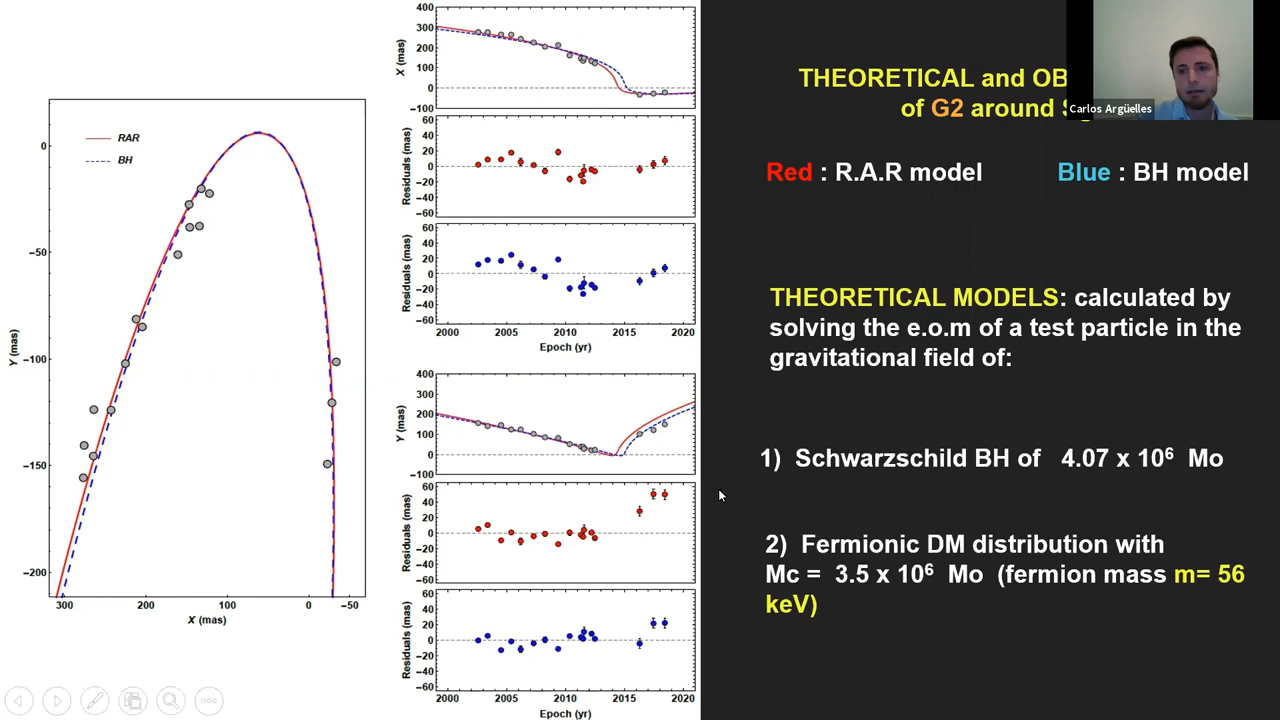 RAR
BH
0
−50
−100
−150
−200
Y (mas)
300 200 100 0 −50
X (mas)
400
300
200
100
0
−100
X (mas)
60
40
20
0
−20
−40
−60
Residuals (mas)
60
40
20
0
−20
−40
−60
Residuals (mas)
2000 2005 2010 2015 2020
Epoch (yr)
400
300
200
100
0
−100
Y (mas)
60
40
20
0
−20
−40
−60
Residuals (mas)
60
40
20
0
−20
−40
−60
Residuals (mas)
2000 2005 2010 2015 2020
Epoch (yr)
THEORETICAL and OB
of G2 around
Carlos Argüelles
Red : R.A.R model Blue : BH model
THEORETICAL MODELS: calculated by
solving the e.o.m of a test particle in the
gravitational field of:
1) Schwarzschild BH of 4.07 x 10⁶ Mo
2) Fermionic DM distribution with
Mc = 3.5 x 10⁶ Mo (fermion mass m= 56
keV)